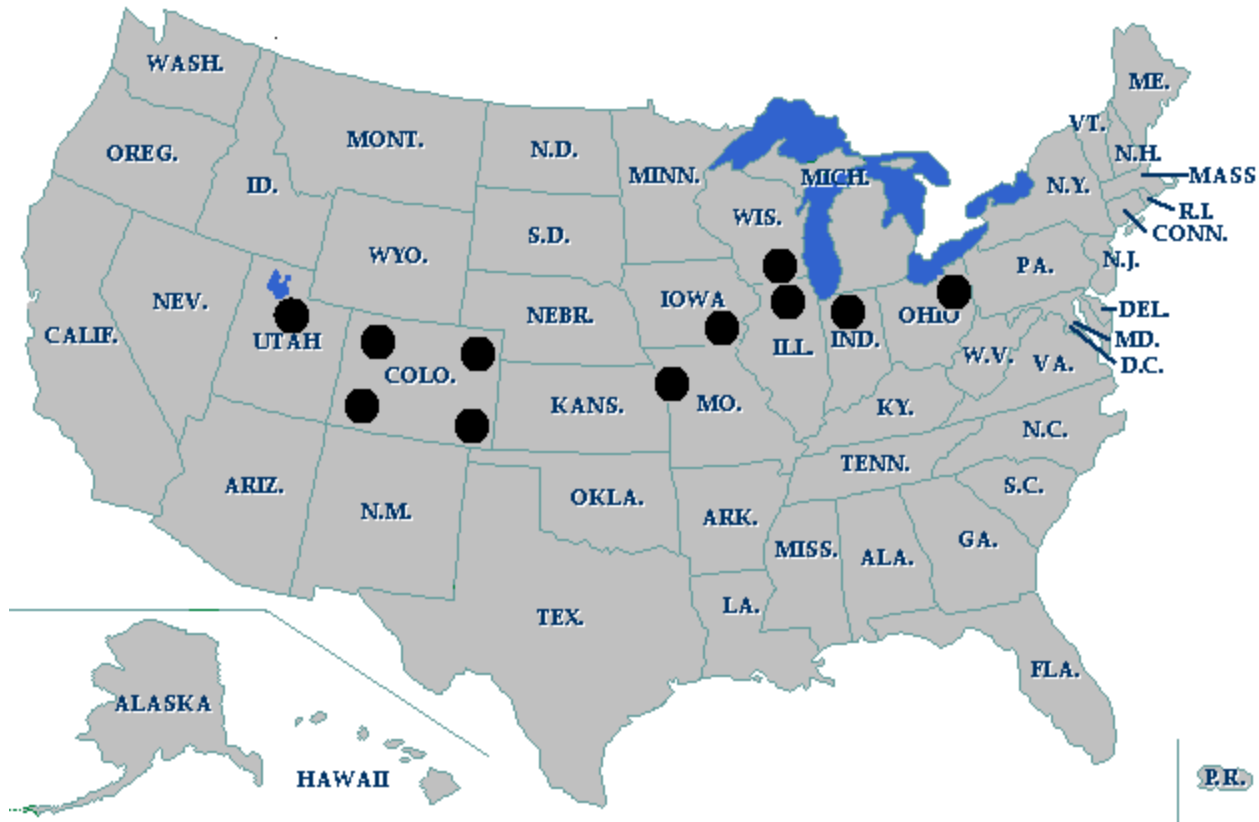 WASH.
ME.
VT.
MONT.
N.D.
OREG.
N.H.
MINN.
MICH.
MASS
ID.
N.Y.
R.I.
WIS.
CONN.
S.D.
WYO.
PA.
N.J.
NEV.
IOWA
NEBR.
OHIO
DEL.
CALIF.
UTAH
IND.
MD.
ILL.
W.V.
VA.
D.C.
COLO.
KANS.
MO.
KY.
N.C.
TENN.
ARIZ.
S.C.
OKLA.
N.M.
ARK.
GA.
MISS.
ALA.
LA.
TEX.
FLA.
ALASKA
HAWAII
P.R.